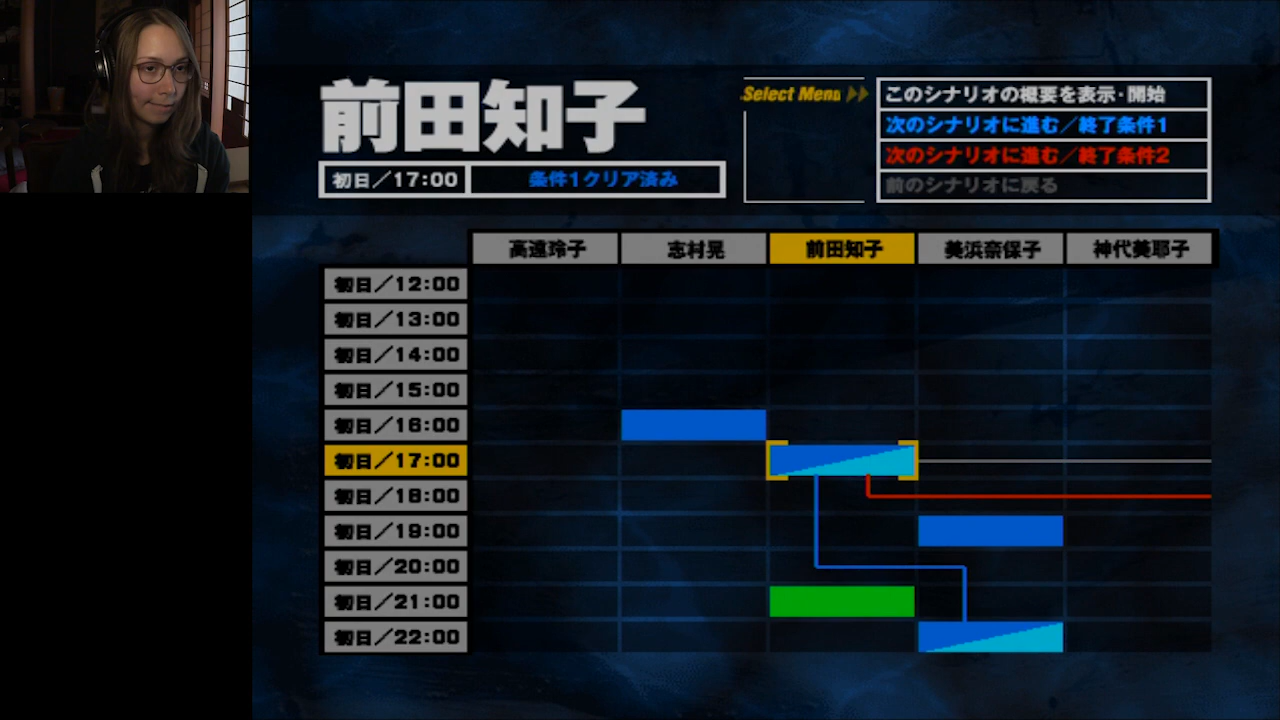 前田知子
初日／17:00 条件1クリア済み
Select Menu
このシナリオの概要を表示・開始
次のシナリオに進む／終了条件1
次のシナリオに進む／終了条件2
前のシナリオに戻る
高遠玲子 志村晃 前田知子 美浜奈保子 神代美耶子
初日／12:00
初日／13:00
初日／14:00
初日／15:00
初日／16:00
初日／17:00
初日／18:00
初日／19:00
初日／20:00
初日／21:00
初日／22:00